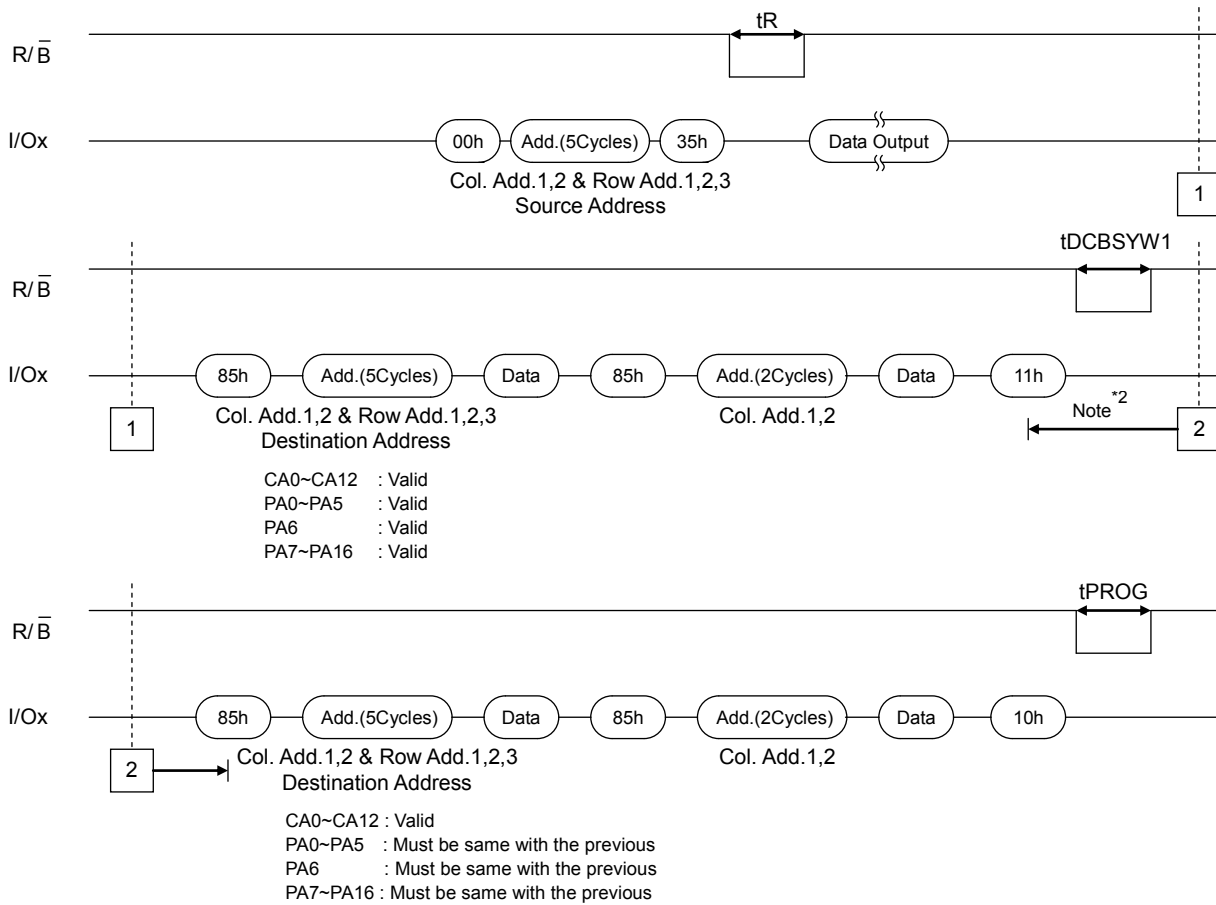 tR
R/B̅
I/Ox
00h Add.(5Cycles) 35h Data Output
Col. Add.1,2 & Row Add.1,2,3
Source Address
1
tDCBSYW1
R/B̅
I/Ox
85h Add.(5Cycles) Data 85h Add.(2Cycles) Data 11h
Col. Add.1,2 & Row Add.1,2,3 Col. Add.1,2 Note*2
Destination Address
1 2
CA0~CA12 : Valid
PA0~PA5 : Valid
PA6 : Valid
PA7~PA16 : Valid
tPROG
R/B̅
I/Ox
85h Add.(5Cycles) Data 85h Add.(2Cycles) Data 10h
Col. Add.1,2 & Row Add.1,2,3 Col. Add.1,2
2
Destination Address
CA0~CA12 : Valid
PA0~PA5 : Must be same with the previous
PA6 : Must be same with the previous
PA7~PA16 : Must be same with the previous